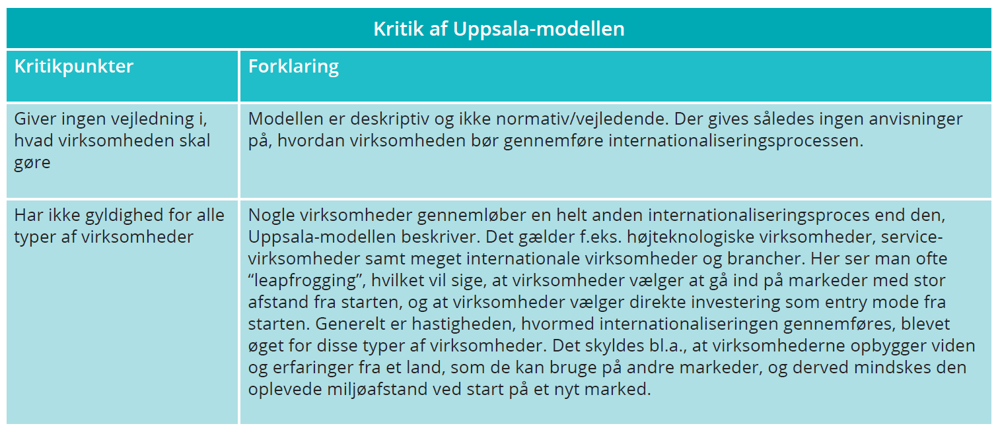 Kritik af Uppsala-modellen
Kritikpunkter
Forklaring
Giver ingen vejledning i,
hvad virksomheden skal
gøre
Modellen er deskriptiv og ikke normativ/vejledende. Der gives således ingen anvisninger
på, hvordan virksomheden bør gennemføre internationaliseringsprocessen.
Har ikke gyldighed for alle
typer af virksomheder
Nogle virksomheder gennemløber en helt anden internationaliseringsproces end den,
Uppsala-modellen beskriver. Det gælder f.eks. højteknologiske virksomheder, service-
virksomheder samt meget internationale virksomheder og brancher. Her ser man ofte
“leapfrogging”, hvilket vil sige, at virksomheder vælger at gå ind på markeder med stor
afstand fra starten, og at virksomheder vælger direkte investering som entry mode fra
starten. Generelt er hastigheden, hvormed internationaliseringen gennemføres, blevet
øget for disse typer af virksomheder. Det skyldes bl.a., at virksomhederne opbygger viden
og erfaringer fra et land, som de kan bruge på andre markeder, og derved mindskes den
oplevede miljøafstand ved start på et nyt marked.